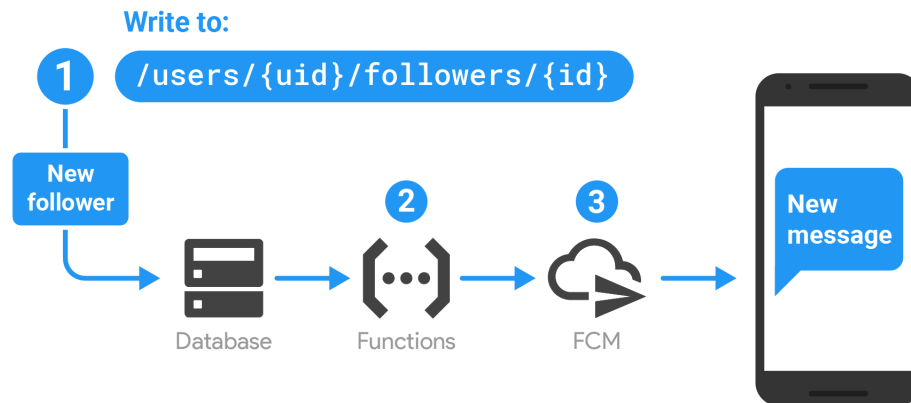 Write to:
1
/users/{uid}/followers/{id}
New
follower
2
3
New
message
Database
Functions
FCM